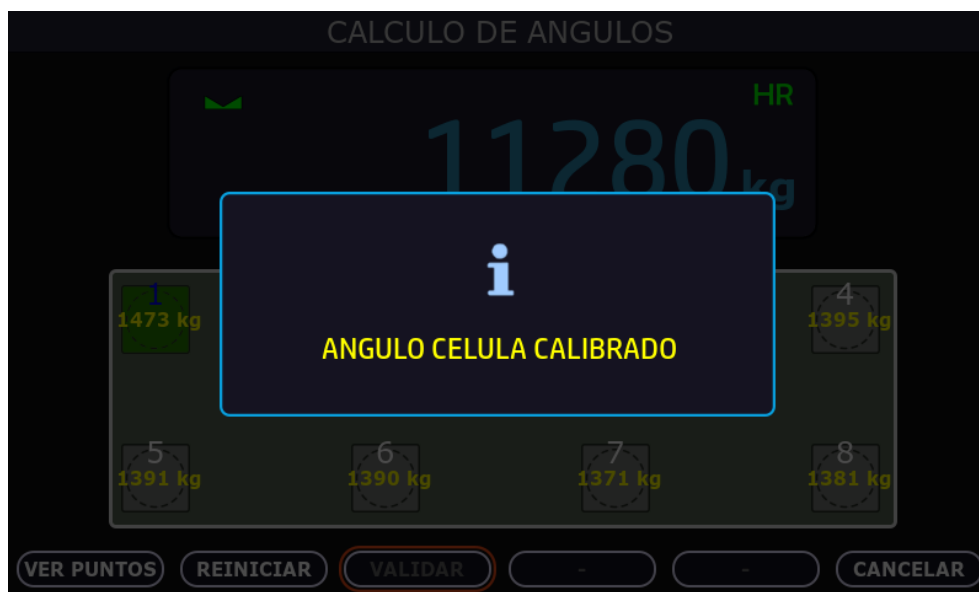 CALCULO DE ANGULOS
HR
11280 kg
ANGULO CELULA CALIBRADO
1 4
1473 kg 1395 kg
5 6 7 8
1391 kg 1390 kg 1371 kg 1381 kg
VER PUNTOS REINICIAR VALIDAR - - CANCELAR